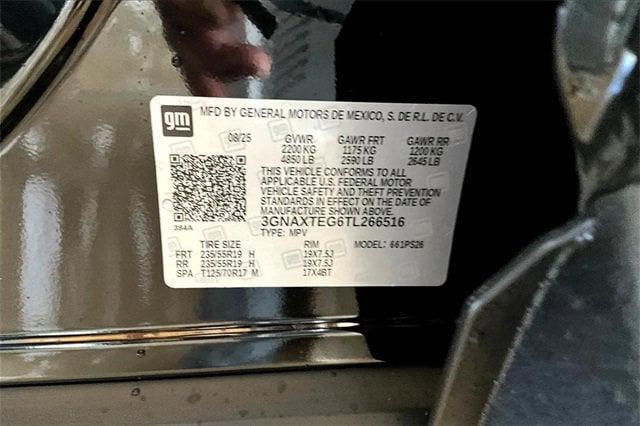 gm
MFD BY GENERAL MOTORS DE MEXICO, S. DE R.L. DE C.V.
08/25 GVWR GAWR FRT GAWR RR
2200 KG 1175 KG 1200 KG
4850 LB 2590 LB 2645 LB
THIS VEHICLE CONFORMS TO ALL
APPLICABLE U.S. FEDERAL MOTOR
VEHICLE SAFETY AND THEFT PREVENTION
STANDARDS IN EFFECT ON THE DATE OF
MANUFACTURE SHOWN ABOVE.
384A 3GNAXTEG6TL266516
TYPE: MPV
TIRE SIZE RIM MODEL: 661PS26
FRT 235/55R19 H 19X7.5J
RR 235/55R19 H 19X7.5J
SPA T125/70R17 M 17X4BT